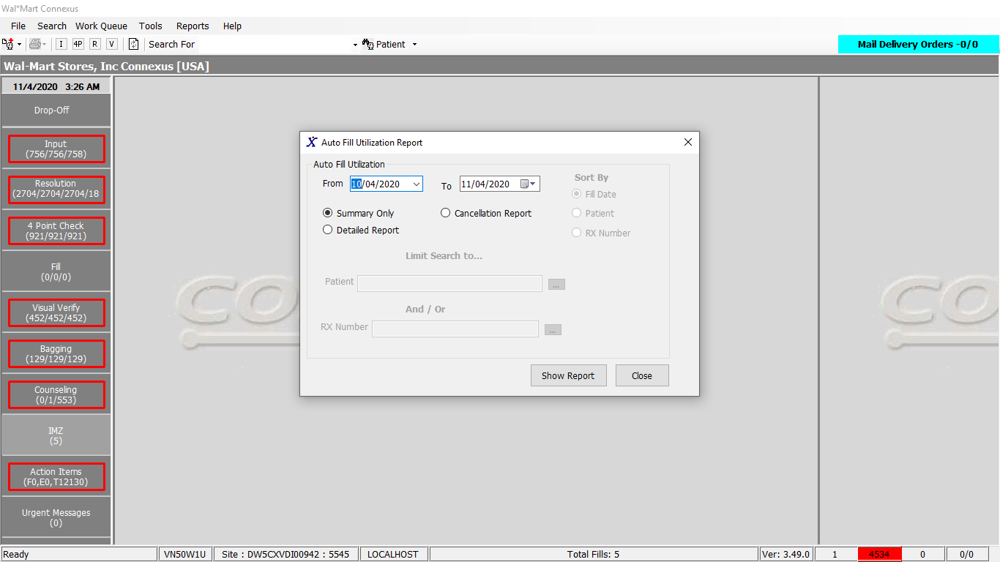 Wal*Mart Connexus
File Search Work Queue Tools Reports Help
I 4P R V Search For Patient Mail Delivery Orders -0/0
Wal-Mart Stores, Inc Connexus [USA]
11/4/2020 3:26 AM
Drop-Off
Input
(756/756/758)
Resolution
(2704/2704/2704/18
4 Point Check
(921/921/921)
Fill
(0/0/0)
Visual Verify
(452/452/452)
Bagging
(129/129/129)
Counseling
(0/1/553)
IMZ
(5)
Action Items
(F0,E0,T12130)
Urgent Messages
(0)
Auto Fill Utilization Report
Auto Fill Utilization
From 10/04/2020 To 11/04/2020
Sort By
Fill Date
Patient
RX Number
Summary Only Cancellation Report
Detailed Report
Limit Search to...
Patient ...
And / Or
RX Number ...
Show Report Close
CO
CO
Ready VN50W1U Site : DW5CXVDI00942 : 5545 LOCALHOST Total Fills: 5 Ver: 3.49.0 1 4534 0 0/0